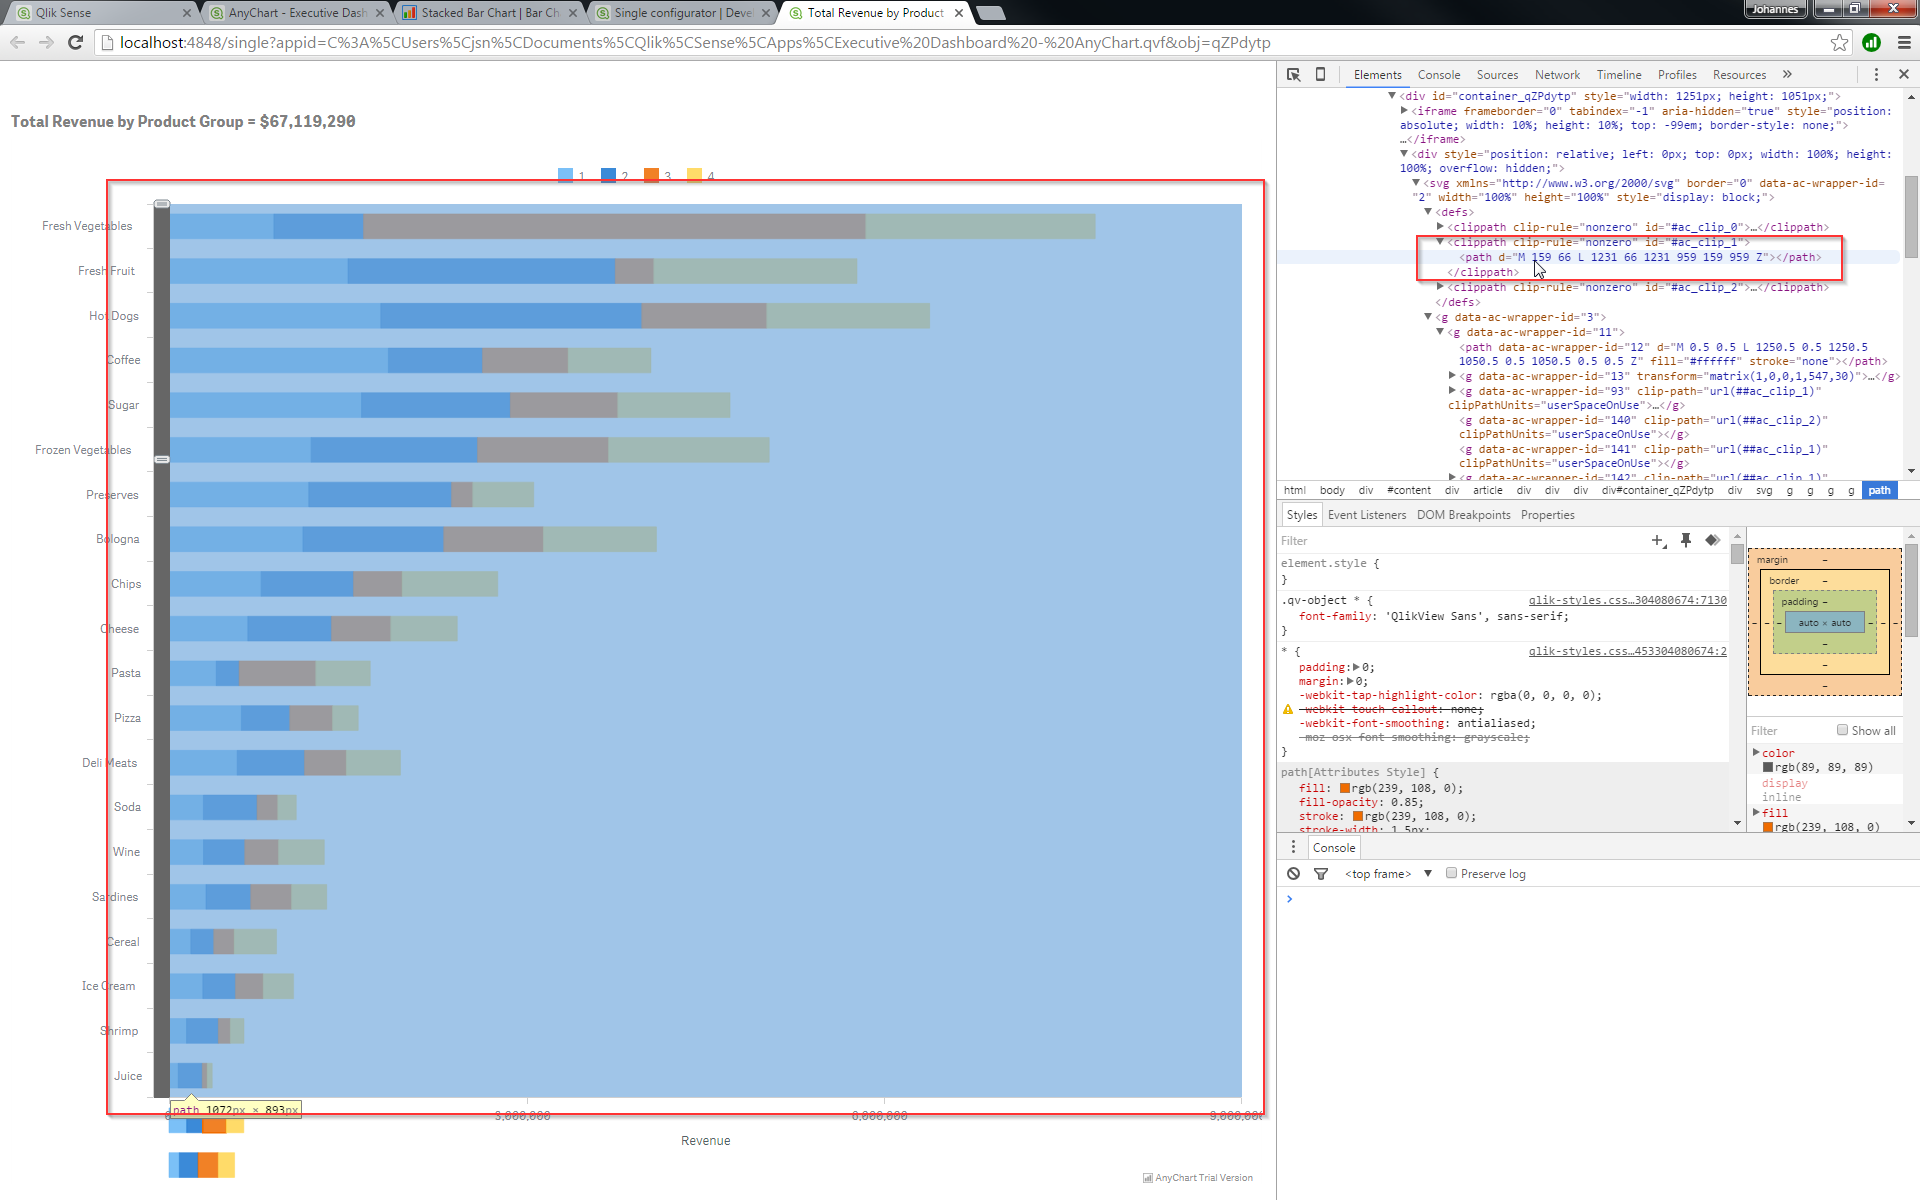 Qlik Sense
AnyChart - Executive Dash
Stacked Bar Chart | Bar Ch
Single configurator | Devel
Total Revenue by Product
Johannes
localhost:4848/single?appid=C%3A%5CUsers%5Cjsn%5CDocuments%5CQlik%5CSense%5CApps%5CExecutive%20Dashboard%20-%20AnyChart.qvf&obj=qZPdytp
Total Revenue by Product Group = $67,119,290
1 2 3 4
Fresh Vegetables
Fresh Fruit
Hot Dogs
Coffee
Sugar
Frozen Vegetables
Preserves
Bologna
Chips
Cheese
Pasta
Pizza
Deli Meats
Soda
Wine
Sardines
Cereal
Ice Cream
Shrimp
Juice
path 1072px × 893px
3,000,000 6,000,000
Revenue
AnyChart Trial Version
Elements Console Sources Network Timeline Profiles Resources »
<div id="container_qZPdytp" style="width: 1251px; height: 1051px;">
<iframe frameborder="0" tabindex="-1" aria-hidden="true" style="position:
absolute; width: 10%; height: 10%; top: -99em; border-style: none;">
…</iframe>
<div style="position: relative; left: 0px; top: 0px; width: 100%; height:
100%; overflow: hidden;">
<svg xmlns="http://www.w3.org/2000/svg" border="0" data-ac-wrapper-id=
"2" width="100%" height="100%" style="display: block;">
<defs>
<clippath clip-rule="nonzero" id="#ac_clip_0">…</clippath>
<clippath clip-rule="nonzero" id="#ac_clip_1">
<path d="M 159 66 L 1231 66 1231 959 159 959 Z"></path>
</clippath>
<clippath clip-rule="nonzero" id="#ac_clip_2">…</clippath>
</defs>
<g data-ac-wrapper-id="3">
<g data-ac-wrapper-id="11">
<path data-ac-wrapper-id="12" d="M 0.5 0.5 L 1250.5 0.5 1250.5
1050.5 0.5 1050.5 0.5 0.5 Z" fill="#ffffff" stroke="none"></path>
<g data-ac-wrapper-id="13" transform="matrix(1,0,0,1,547,30)">…</g>
<g data-ac-wrapper-id="93" clip-path="url(##ac_clip_1)"
clipPathUnits="userSpaceOnUse">…</g>
<g data-ac-wrapper-id="140" clip-path="url(##ac_clip_2)"
clipPathUnits="userSpaceOnUse"></g>
<g data-ac-wrapper-id="141" clip-path="url(##ac_clip_1)"
clipPathUnits="userSpaceOnUse"></g>
<g data-ac-wrapper-id="142" clip-path="url(##ac_clip_1)"
html body div #content div article div div div div#container_qZPdytp div svg g g g g path
Styles Event Listeners DOM Breakpoints Properties
Filter
element.style {
}
.qv-object * { qlik-styles.css…304080674:7130
font-family: 'QlikView Sans', sans-serif;
}
* { qlik-styles.css…453304080674:2
padding: 0;
margin: 0;
-webkit-tap-highlight-color: rgba(0, 0, 0, 0);
-webkit-touch-callout: none;
-webkit-font-smoothing: antialiased;
-moz-osx-font-smoothing: grayscale;
}
path[Attributes Style] {
fill: rgb(239, 108, 0);
fill-opacity: 0.85;
stroke: rgb(239, 108, 0);
stroke-width: 1.5px;
margin –
border –
padding –
– – – auto × auto – – –
–
–
–
Filter Show all
color
rgb(89, 89, 89)
display
inline
fill
rgb(239, 108, 0)
Console
<top frame> Preserve log